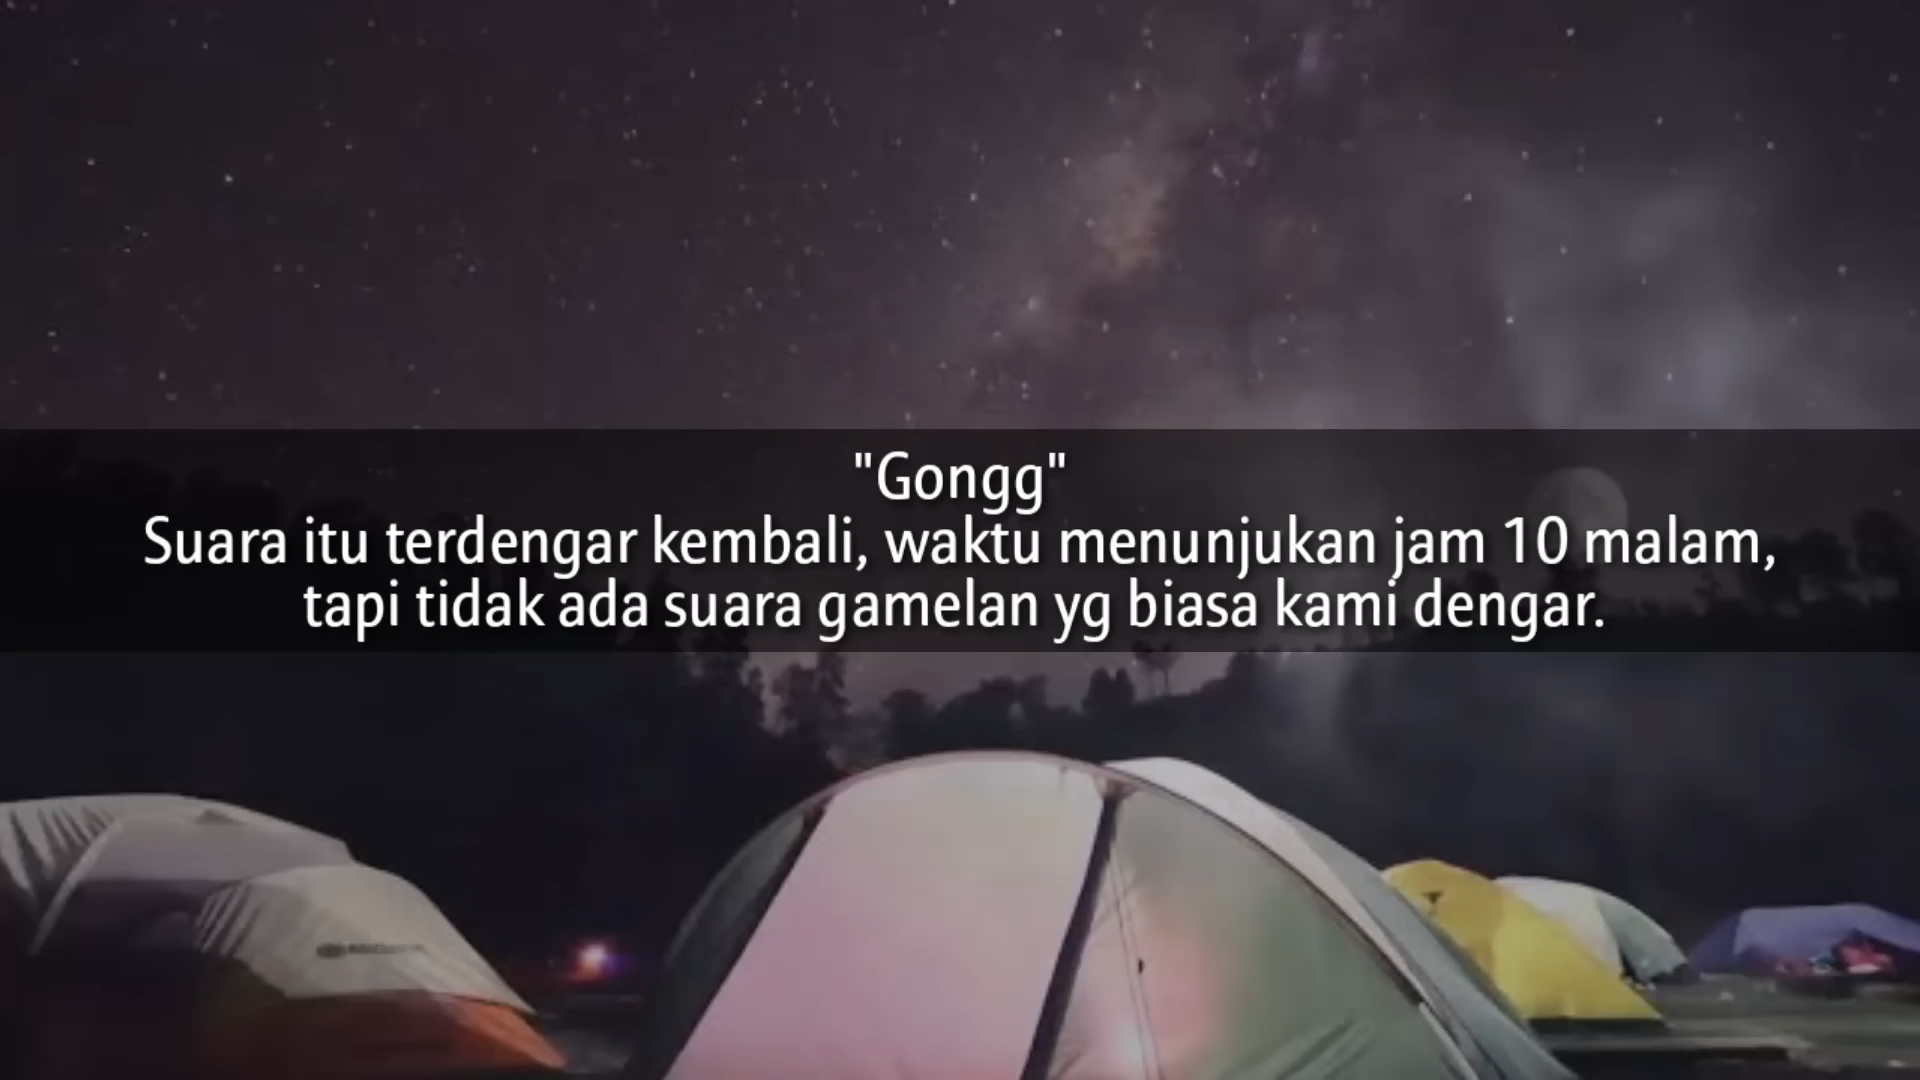 "Gongg"
Suara itu terdengar kembali, waktu menunjukan jam 10 malam,
tapi tidak ada suara gamelan yg biasa kami dengar.